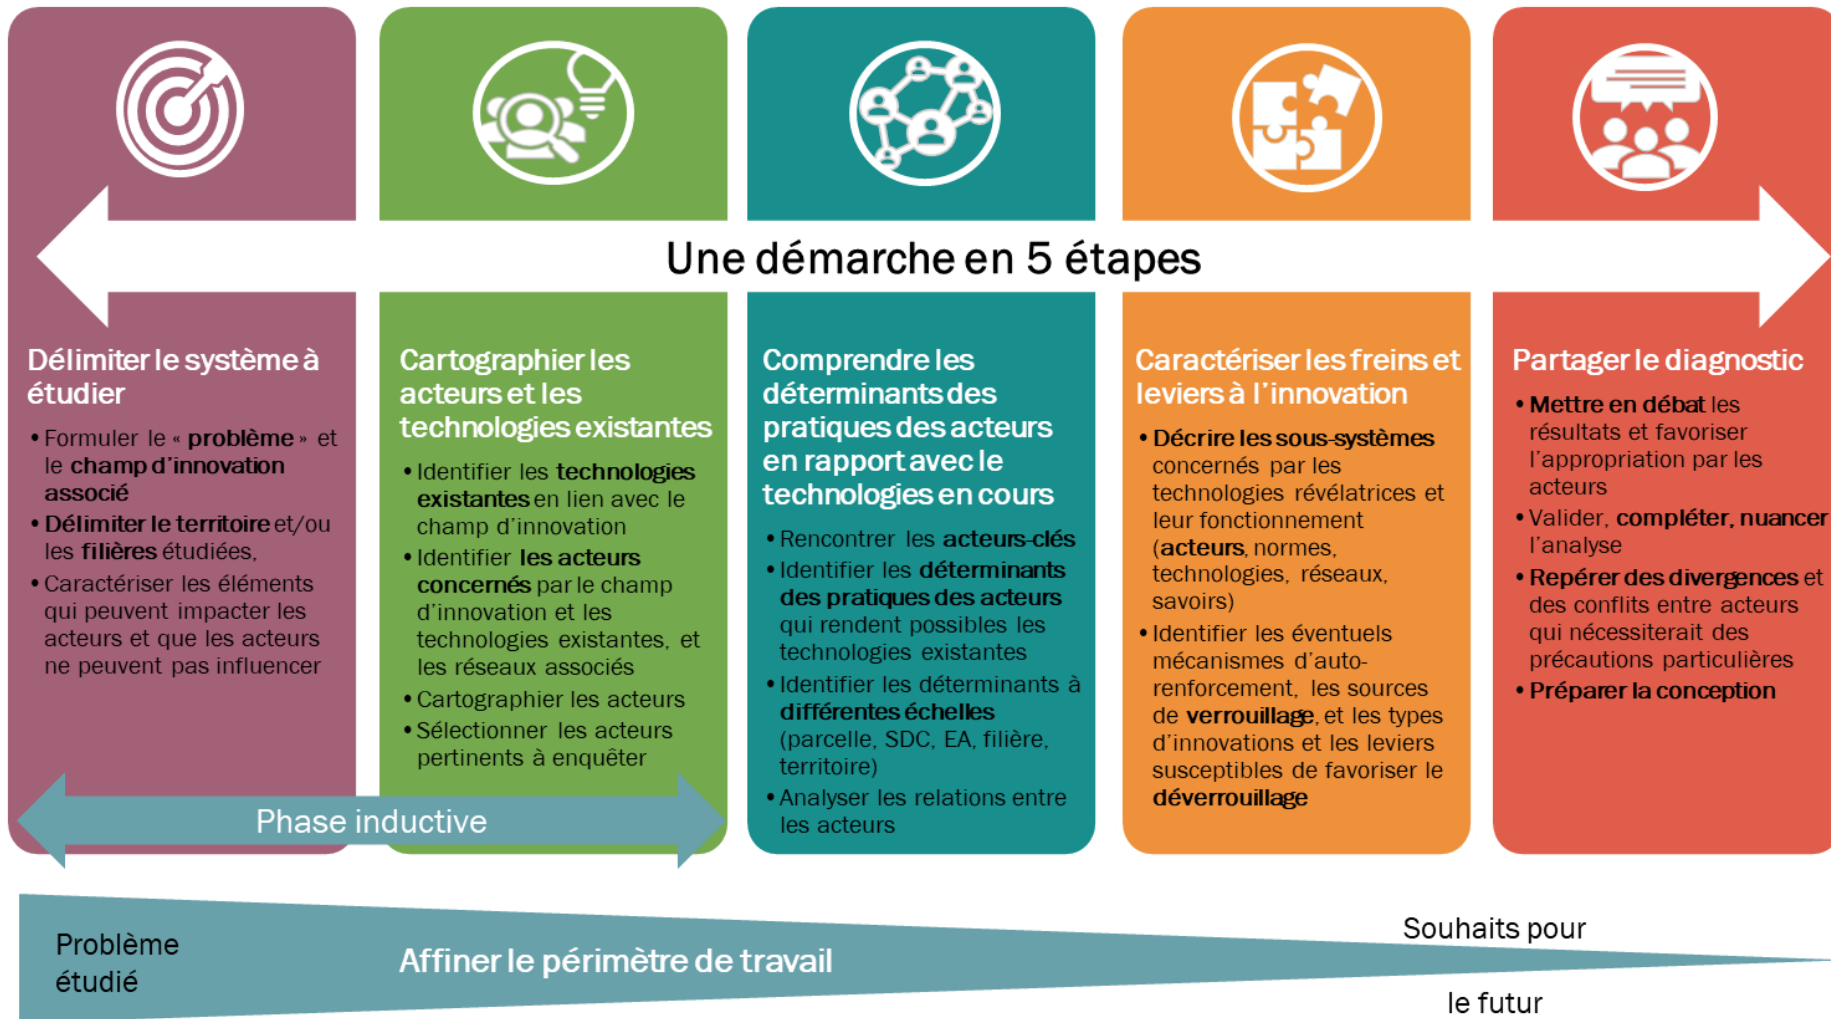 Une démarche en 5 étapes
Délimiter le système à
étudier
• Formuler le « problème » et
le champ d’innovation
associé
• Délimiter le territoire et/ou
les filières étudiées,
• Caractériser les éléments
qui peuvent impacter les
acteurs et que les acteurs
ne peuvent pas influencer
Cartographier les
acteurs et les
technologies existantes
• Identifier les technologies
existantes en lien avec le
champ d’innovation
• Identifier les acteurs
concernés par le champ
d’innovation et les
technologies existantes, et
les réseaux associés
• Cartographier les acteurs
• Sélectionner les acteurs
pertinents à enquêter
Comprendre les
déterminants des
pratiques des acteurs
en rapport avec le
technologies en cours
• Rencontrer les acteurs-clés
• Identifier les déterminants
des pratiques des acteurs
qui rendent possibles les
technologies existantes
• Identifier les déterminants à
différentes échelles
(parcelle, SDC, EA, filière,
territoire)
• Analyser les relations entre
les acteurs
Caractériser les freins et
leviers à l’innovation
• Décrire les sous-systèmes
concernés par les
technologies révélatrices et
leur fonctionnement
(acteurs, normes,
technologies, réseaux,
savoirs)
• Identifier les éventuels
mécanismes d’auto-
renforcement, les sources
de verrouillage, et les types
d’innovations et les leviers
susceptibles de favoriser le
déverrouillage
Partager le diagnostic
• Mettre en débat les
résultats et favoriser
l’appropriation par les
acteurs
• Valider, compléter, nuancer
l’analyse
• Repérer des divergences et
des conflits entre acteurs
qui nécessiterait des
précautions particulières
• Préparer la conception
Phase inductive
Problème
étudié
Affiner le périmètre de travail
Souhaits pour
le futur